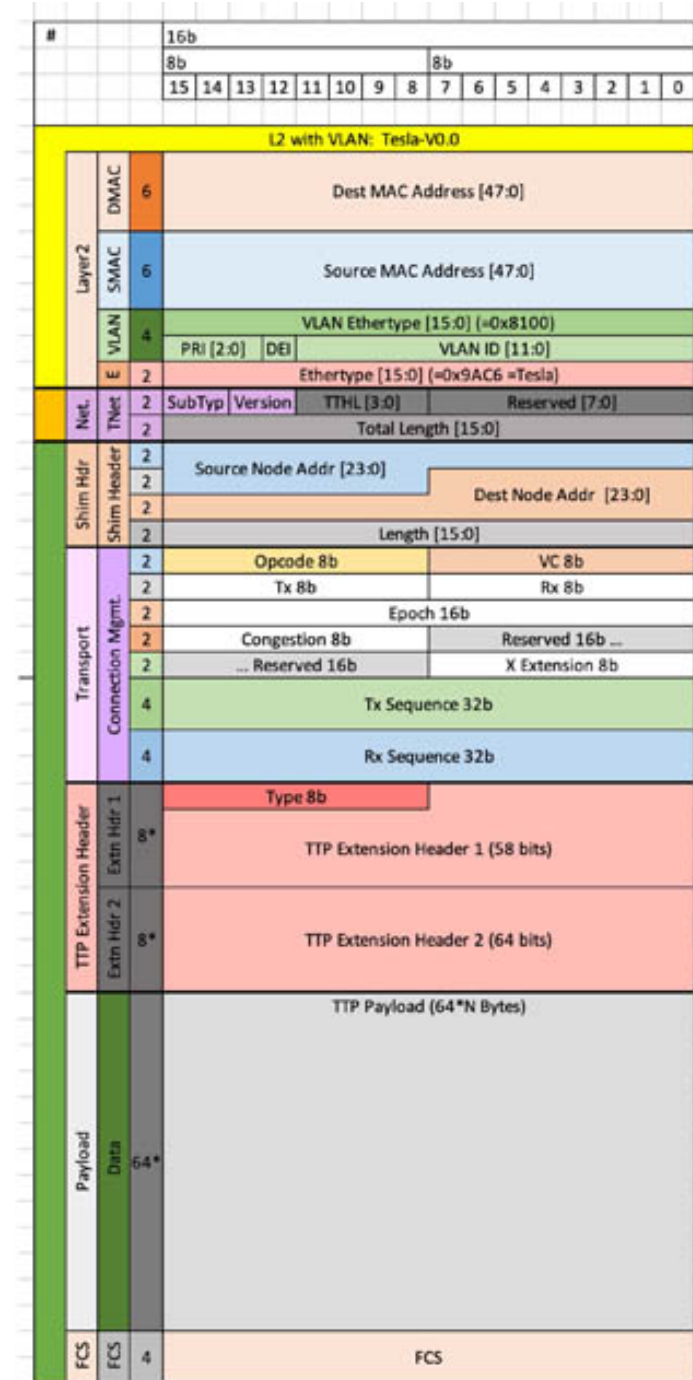 # 16b
8b 8b
15 14 13 12 11 10 9 8 7 6 5 4 3 2 1 0
L2 with VLAN: Tesla-V0.0
Layer2
DMAC 6 Dest MAC Address [47:0]
SMAC 6 Source MAC Address [47:0]
VLAN 4 VLAN Ethertype [15:0] (=0x8100)
PRI [2:0] DEI VLAN ID [11:0]
E 2 Ethertype [15:0] (=0x9AC6 =Tesla)
Net. TNet 2 SubTyp Version TTHL [3:0] Reserved [7:0]
2 Total Length [15:0]
Shim Hdr Shim Header 2
2 Source Node Addr [23:0]
2 Dest Node Addr [23:0]
2 Length [15:0]
Transport Connection Mgmt.
2 Opcode 8b VC 8b
2 Tx 8b Rx 8b
2 Epoch 16b
2 Congestion 8b Reserved 16b ...
2 ... Reserved 16b X Extension 8b
4 Tx Sequence 32b
4 Rx Sequence 32b
TTP Extension Header
Type 8b
Extn Hdr 1 8* TTP Extension Header 1 (58 bits)
Extn Hdr 2 8* TTP Extension Header 2 (64 bits)
TTP Payload (64*N Bytes)
Payload Data 64*
FCS FCS 4 FCS